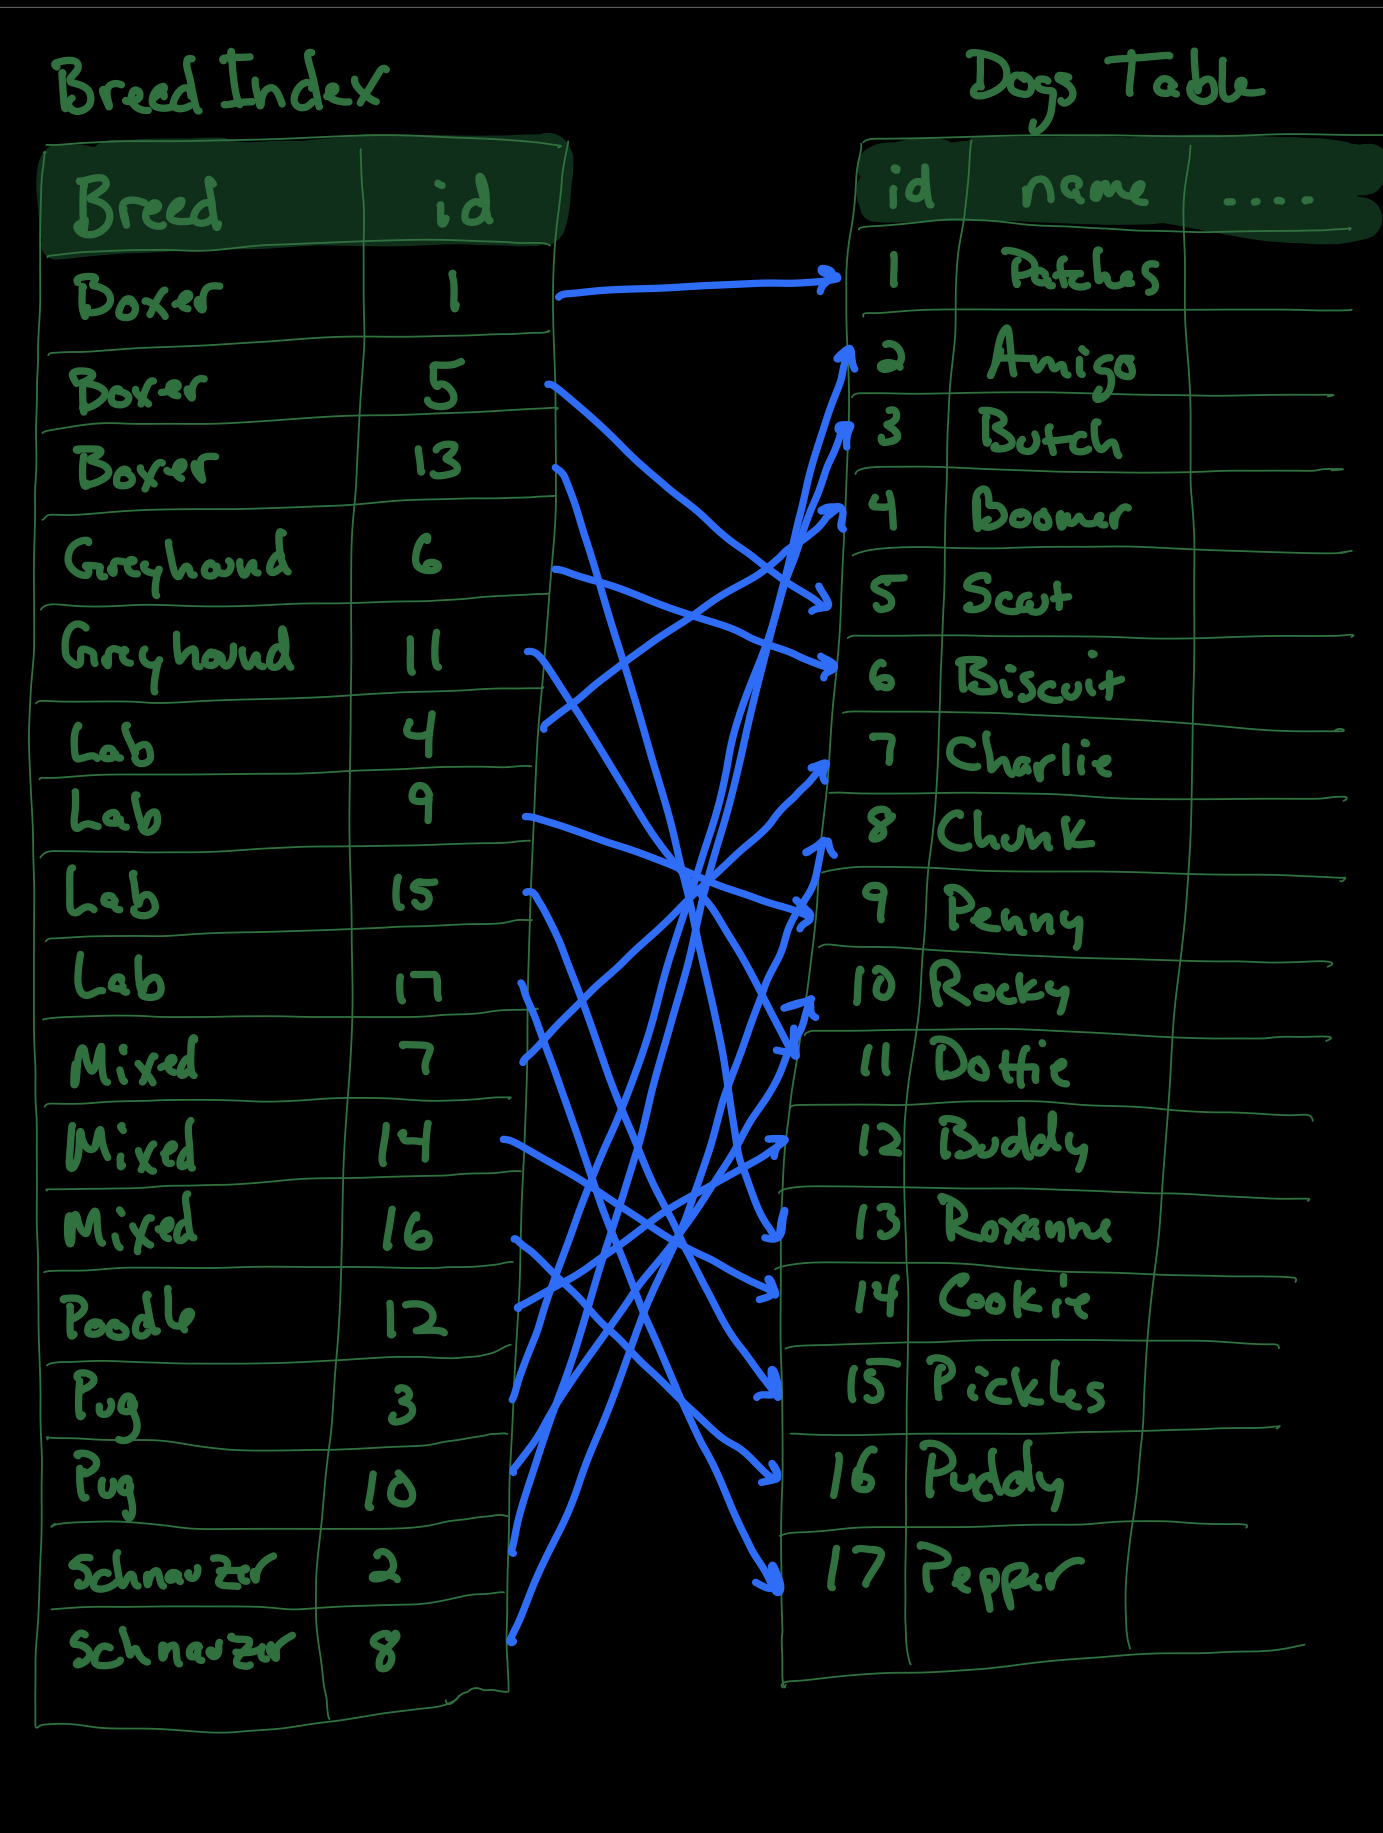 Breed Index
Breed id
Boxer 1
Boxer 5
Boxer 13
Greyhound 6
Greyhound 11
Lab 4
Lab 9
Lab 15
Lab 17
Mixed 7
Mixed 14
Mixed 16
Poodle 12
Pug 3
Pug 10
Schnauzer 2
Schnauzer 8
Dogs Table
id name .....
1 Patches
2 Amigo
3 Butch
4 Boomer
5 Scout
6 Biscuit
7 Charlie
8 Chunk
9 Penny
10 Rocky
11 Dottie
12 Buddy
13 Roxanne
14 Cookie
15 Pickles
16 Puddy
17 Pepper